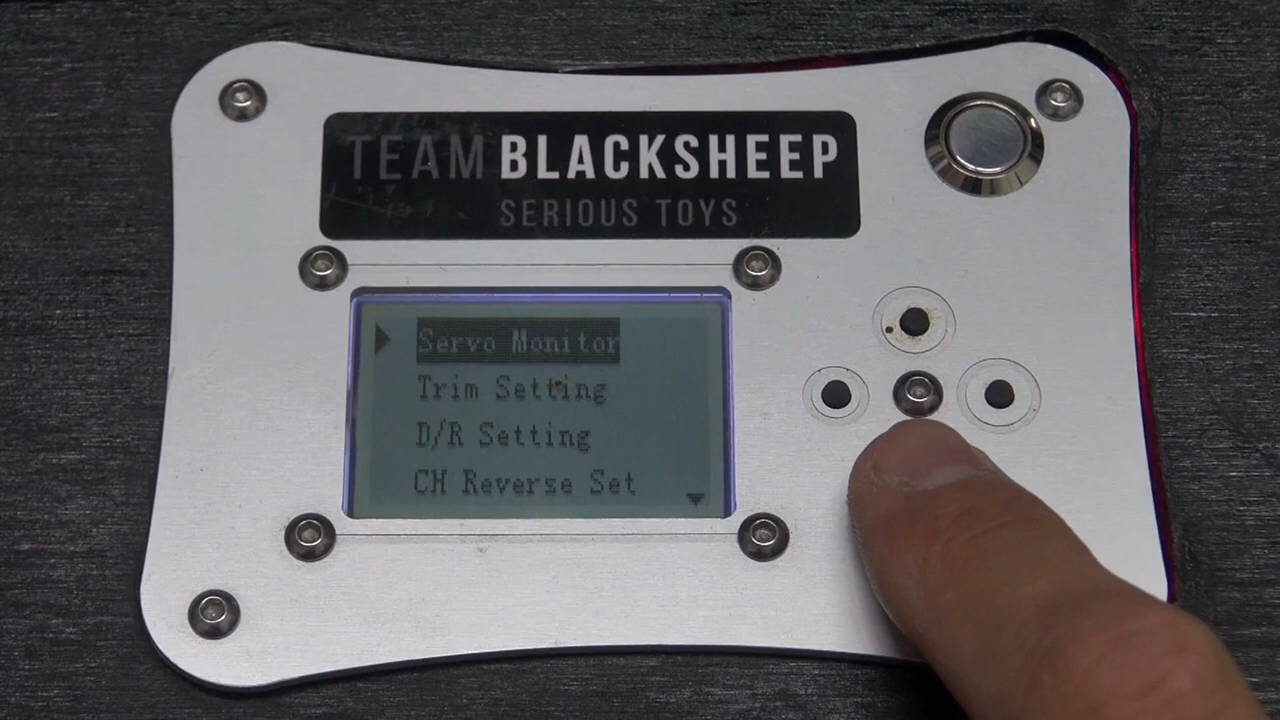 TEAM BLACKSHEEP
SERIOUS TOYS
Servo Monitor
Trim Setting
D/R Setting
CH Reverse Set